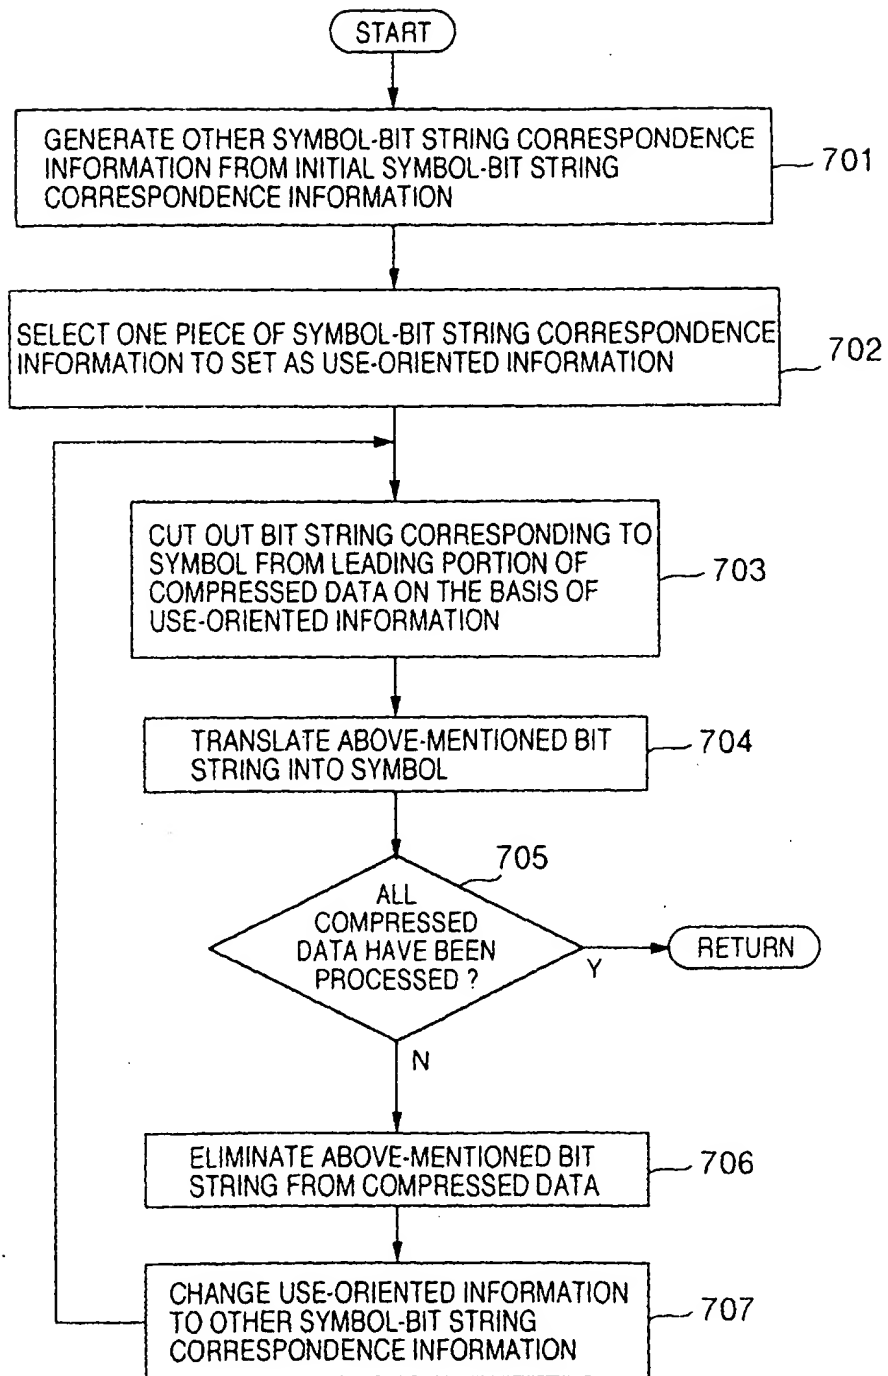 START
GENERATE OTHER SYMBOL-BIT STRING CORRESPONDENCE
INFORMATION FROM INITIAL SYMBOL-BIT STRING
CORRESPONDENCE INFORMATION
701
SELECT ONE PIECE OF SYMBOL-BIT STRING CORRESPONDENCE
INFORMATION TO SET AS USE-ORIENTED INFORMATION
702
CUT OUT BIT STRING CORRESPONDING TO
SYMBOL FROM LEADING PORTION OF
COMPRESSED DATA ON THE BASIS OF
USE-ORIENTED INFORMATION
703
TRANSLATE ABOVE-MENTIONED BIT
STRING INTO SYMBOL
704
705
ALL
COMPRESSED
DATA HAVE BEEN
PROCESSED ?
Y
RETURN
N
ELIMINATE ABOVE-MENTIONED BIT
STRING FROM COMPRESSED DATA
706
CHANGE USE-ORIENTED INFORMATION
TO OTHER SYMBOL-BIT STRING
CORRESPONDENCE INFORMATION
707